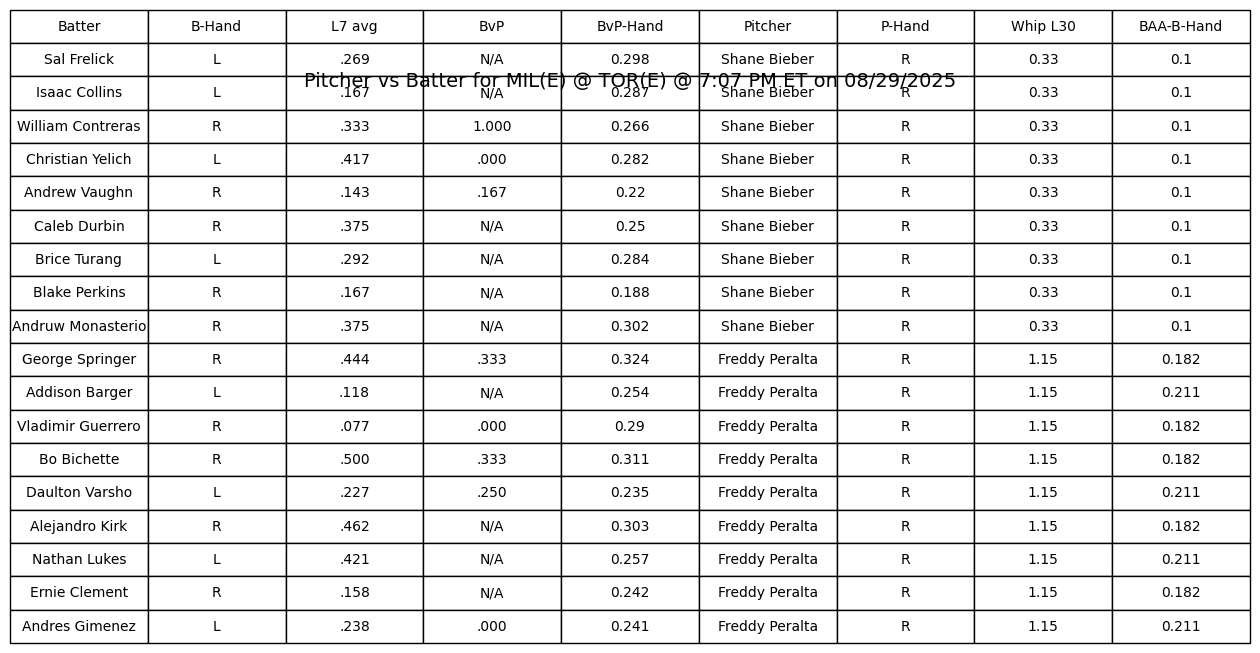 Batter B-Hand L7 avg BvP BvP-Hand Pitcher P-Hand Whip L30 BAA-B-Hand
Sal Frelick L .269 N/A 0.298 Shane Bieber R 0.33 0.1
Pitcher vs Batter for MIL(E) @ TOR(E) @ 7:07 PM ET on 08/29/2025
Isaac Collins L .167 N/A 0.287 Shane Bieber R 0.33 0.1
William Contreras R .333 1.000 0.266 Shane Bieber R 0.33 0.1
Christian Yelich L .417 .000 0.282 Shane Bieber R 0.33 0.1
Andrew Vaughn R .143 .167 0.22 Shane Bieber R 0.33 0.1
Caleb Durbin R .375 N/A 0.25 Shane Bieber R 0.33 0.1
Brice Turang L .292 N/A 0.284 Shane Bieber R 0.33 0.1
Blake Perkins R .167 N/A 0.188 Shane Bieber R 0.33 0.1
Andruw Monasterio R .375 N/A 0.302 Shane Bieber R 0.33 0.1
George Springer R .444 .333 0.324 Freddy Peralta R 1.15 0.182
Addison Barger L .118 N/A 0.254 Freddy Peralta R 1.15 0.211
Vladimir Guerrero R .077 .000 0.29 Freddy Peralta R 1.15 0.182
Bo Bichette R .500 .333 0.311 Freddy Peralta R 1.15 0.182
Daulton Varsho L .227 .250 0.235 Freddy Peralta R 1.15 0.211
Alejandro Kirk R .462 N/A 0.303 Freddy Peralta R 1.15 0.182
Nathan Lukes L .421 N/A 0.257 Freddy Peralta R 1.15 0.211
Ernie Clement R .158 N/A 0.242 Freddy Peralta R 1.15 0.182
Andres Gimenez L .238 .000 0.241 Freddy Peralta R 1.15 0.211